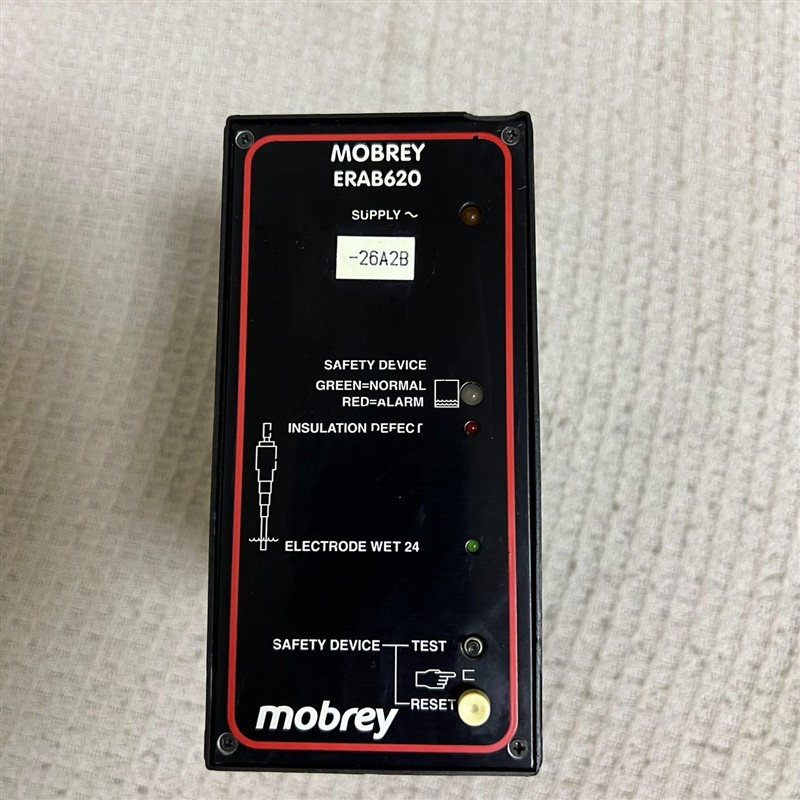 MOBREY
ERAB620
SUPPLY ~
-26A2B
SAFETY DEVICE
GREEN=NORMAL
RED=ALARM
INSULATION DEFECT
ELECTRODE WET 24
SAFETY DEVICE TEST
RESET
mobrey